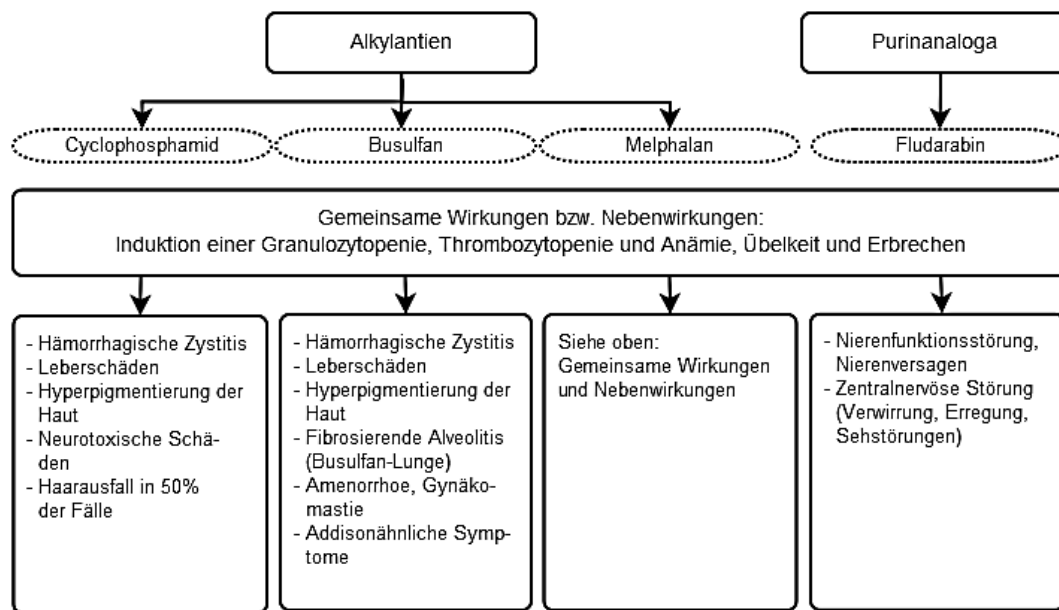 Alkylantien
Purinanaloga
Cyclophosphamid
Busulfan
Melphalan
Fludarabin
Gemeinsame Wirkungen bzw. Nebenwirkungen:
Induktion einer Granulozytopenie, Thrombozytopenie und Anämie, Übelkeit und Erbrechen
- Hämorrhagische Zystitis
- Leberschäden
- Hyperpigmentierung der
Haut
- Neurotoxische Schä-
den
- Haarausfall in 50%
der Fälle
- Hämorrhagische Zystitis
- Leberschäden
- Hyperpigmentierung der
Haut
- Fibrosierende Alveolitis
(Busulfan-Lunge)
- Amenorrhoe, Gynäko-
mastie
- Addisonähnliche Symp-
tome
Siehe oben:
Gemeinsame Wirkungen
und Nebenwirkungen
- Nierenfunktionsstörung,
Nierenversagen
- Zentralnervöse Störung
(Verwirrung, Erregung,
Sehstörungen)